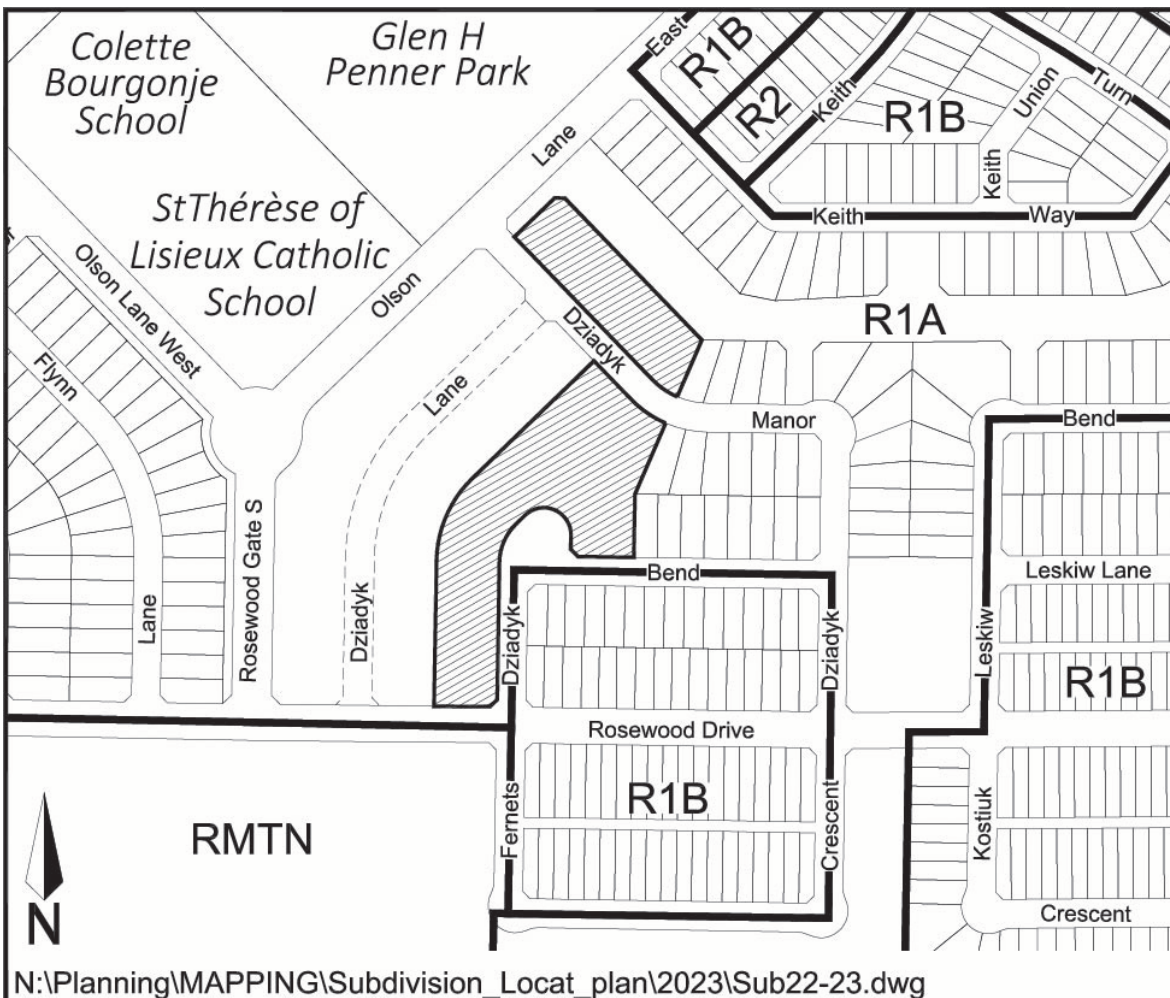 Colette
Bourgonje
School
Glen H
Penner Park
St Thérèse of
Lisieux Catholic
School
East
R1B
R2
Keith
R1B
Union
Turn
Lane
Keith
Keith
Way
Olson Lane West
Olson
Flynn
Lane
Dziadyk
Lane
Dziadyk
Manor
R1A
Bend
Rosewood Gate S
Dziadyk
Bend
Dziadyk
Dziadyk
Leskiw Lane
Leskiw
R1B
Rosewood Drive
RMTN
Fernets
R1B
Crescent
Kostiuk
Crescent
N
N:\Planning\MAPPING\Subdivision_Locat_plan\2023\Sub22-23.dwg